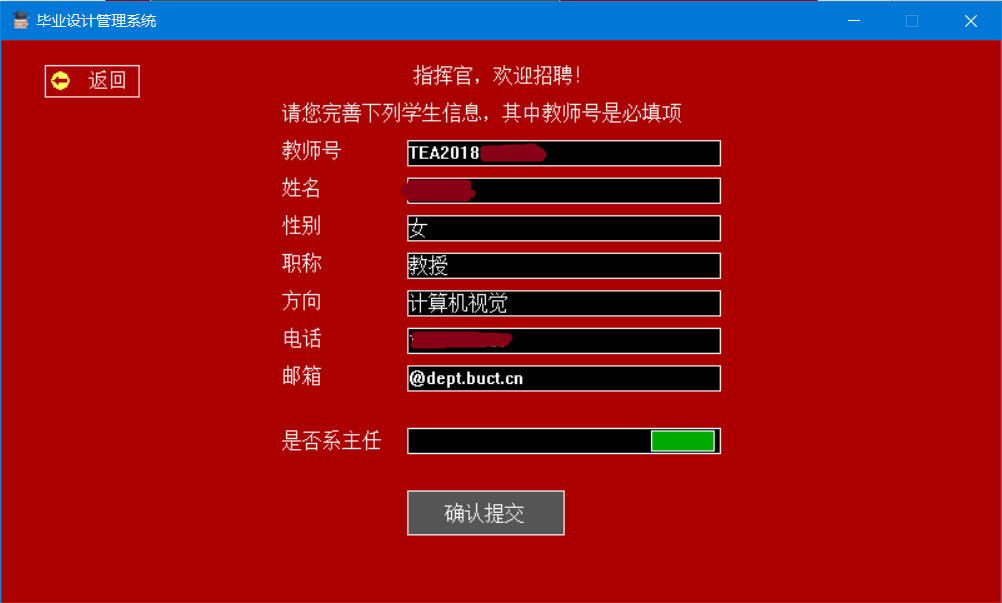 毕业设计管理系统
返回
指挥官，欢迎招聘！
请您完善下列学生信息，其中教师号是必填项
教师号 TEA2018
姓名
性别 女
职称 教授
方向 计算机视觉
电话
邮箱 @dept.buct.cn
是否系主任
确认提交